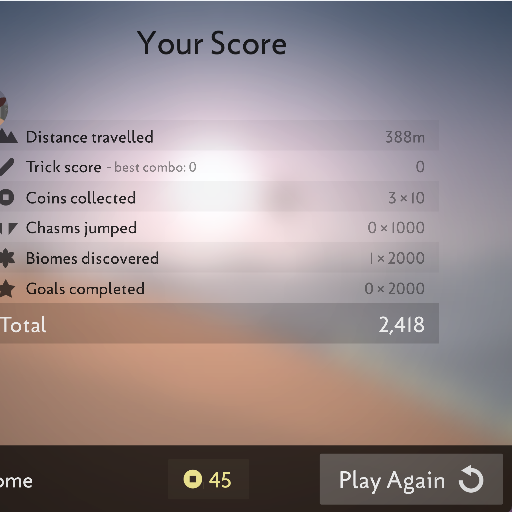 Your Score
Distance travelled 388m
Trick score - best combo: 0 0
Coins collected 3 × 10
Chasms jumped 0 × 1000
Biomes discovered 1 × 2000
Goals completed 0 × 2000
Total 2,418
ome 45 Play Again